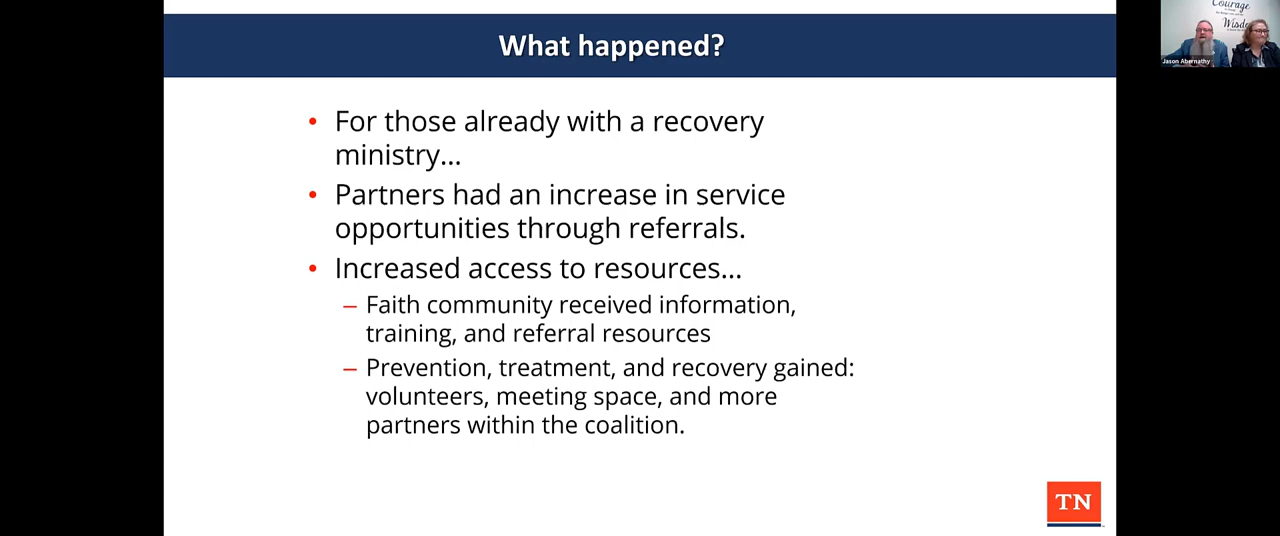 What happened?
• For those already with a recovery
ministry...
• Partners had an increase in service
opportunities through referrals.
• Increased access to resources...
– Faith community received information,
training, and referral resources
– Prevention, treatment, and recovery gained:
volunteers, meeting space, and more
partners within the coalition.
TN
Courage
Wisdo
Jason Abernathy